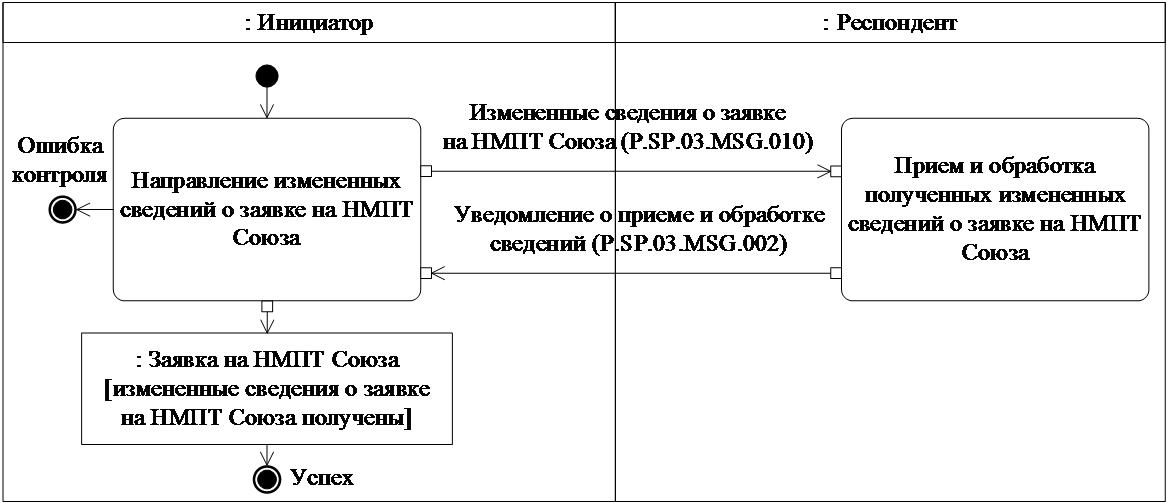 : Инициатор
: Респондент
Ошибка
контроля
Направление измененных
сведений о заявке на НМПТ
Союза
Измененные сведения о заявке
на НМПТ Союза (P.SP.03.MSG.010)
Уведомление о приеме и обработке
сведений (P.SP.03.MSG.002)
Прием и обработка
полученных измененных
сведений о заявке на НМПТ
Союза
: Заявка на НМПТ Союза
[измененные сведения о заявке
на НМПТ Союза получены]
Успех